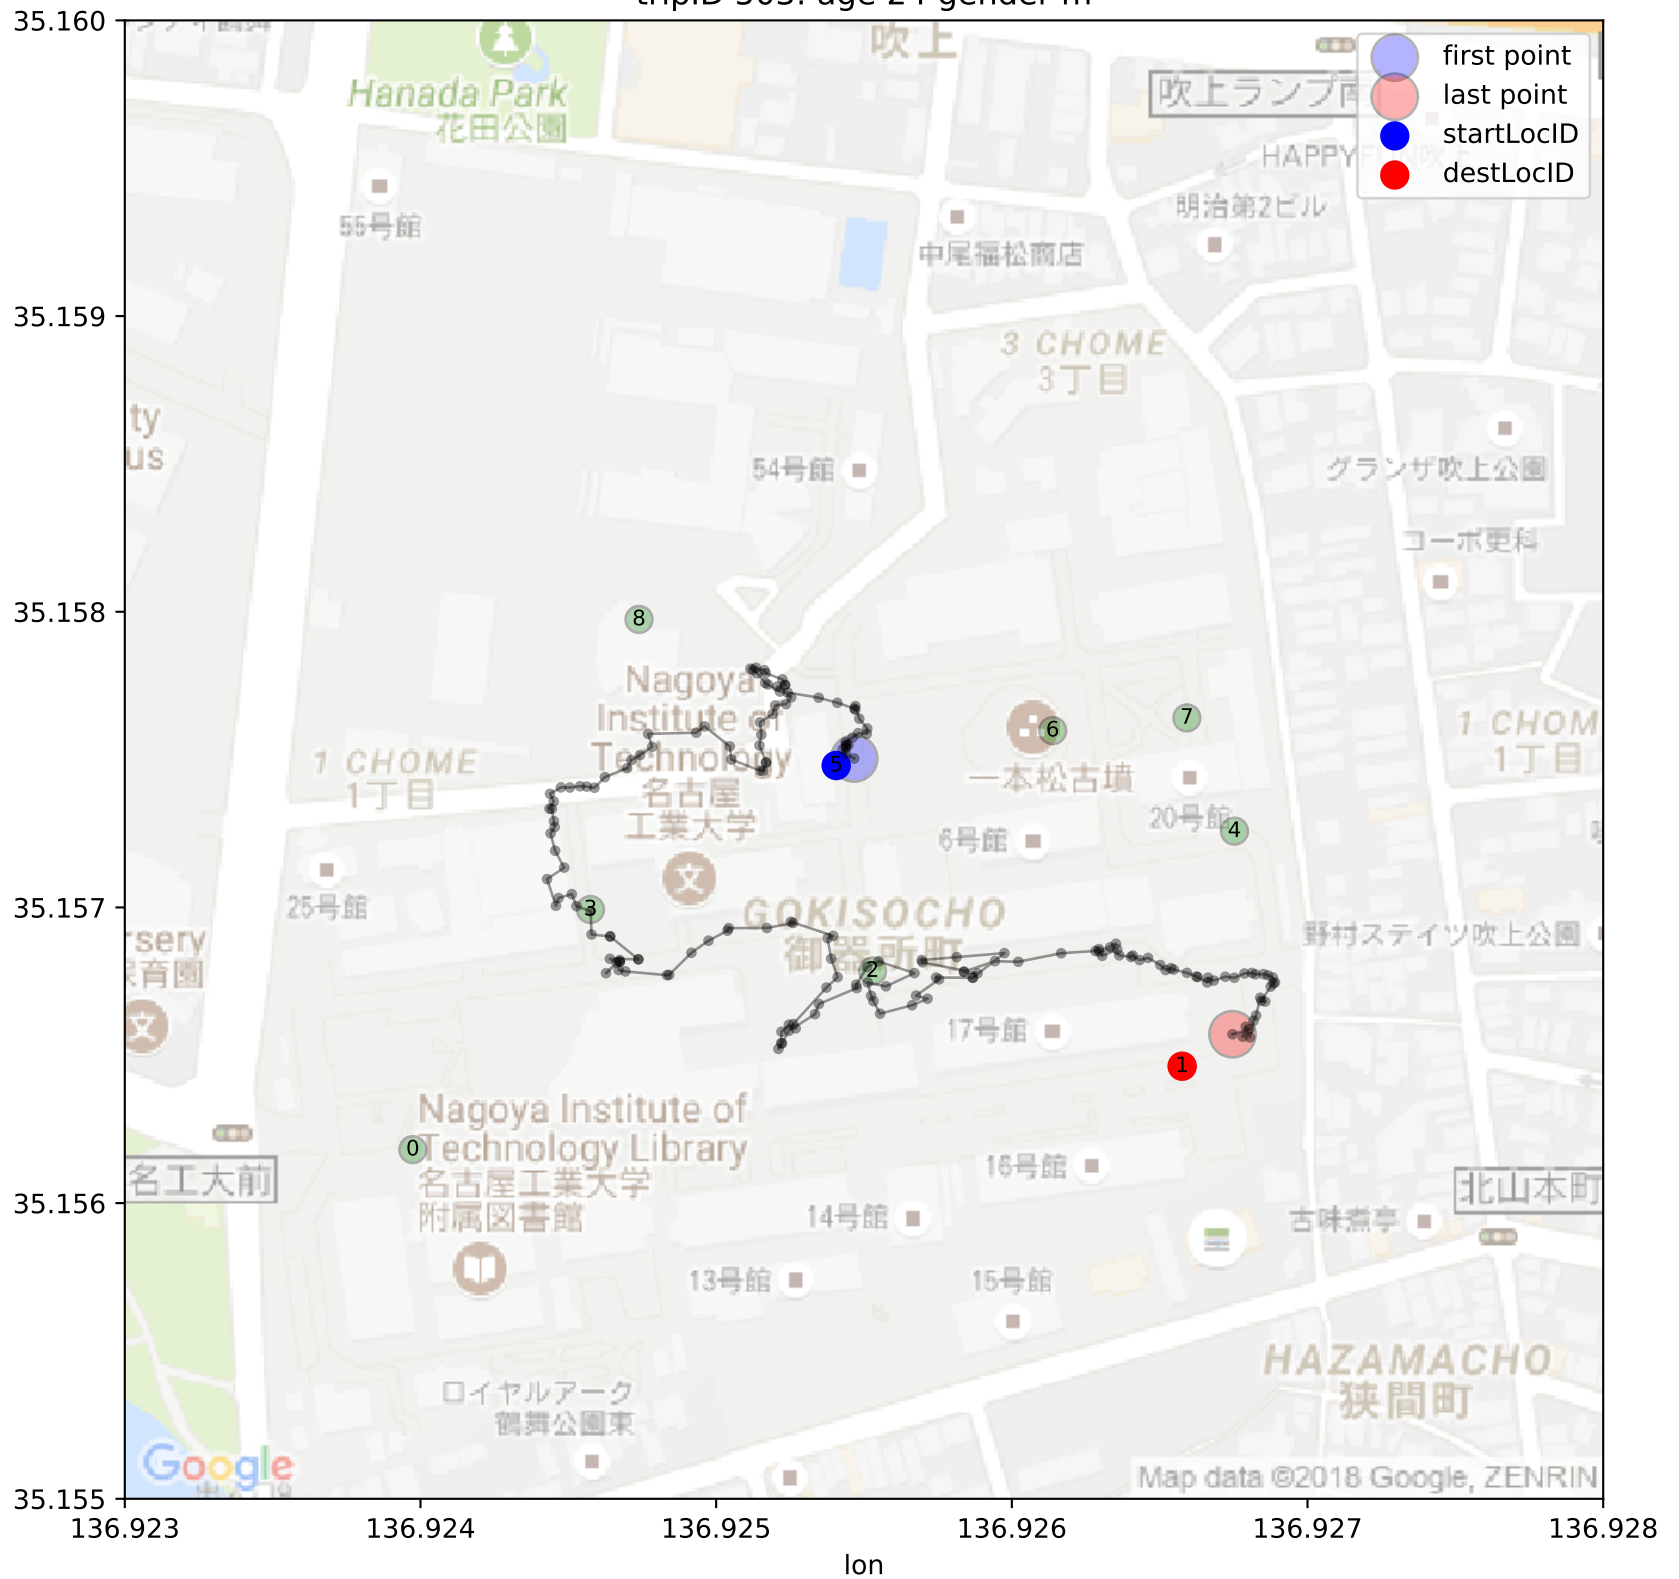 35.160
35.159
35.158
35.157
35.156
35.155
136.923
136.924
136.925
136.926
136.927
136.928
lon
first point
last point
startLocID
destLocID
吹上
Hanada Park
花田公園
吹上ランプ南
HAPPY
55号館
明治第2ビル
中尾福松商店
3 CHOME
3丁目
ty
us
54号館
グランザ吹上公園
コーポ更科
8
Nagoya
Institute of
Technology
名古屋
工業大学
5
6
7
一本松古墳
1 CHOME
1丁目
1 CHOM
1丁目
20号館
4
6号館
25号館
3
GOKISOCHO
御器所町
2
rsery
保育園
野村ステイツ吹上公園
17号館
1
Nagoya Institute of
Technology Library
名古屋工業大学
附属図書館
0
名工大前
16号館
北山本町
14号館
古味煮亭
13号館
15号館
HAZAMACHO
狭間町
ロイヤルアーク
鶴舞公園東
Google
Map data ©2018 Google, ZENRIN